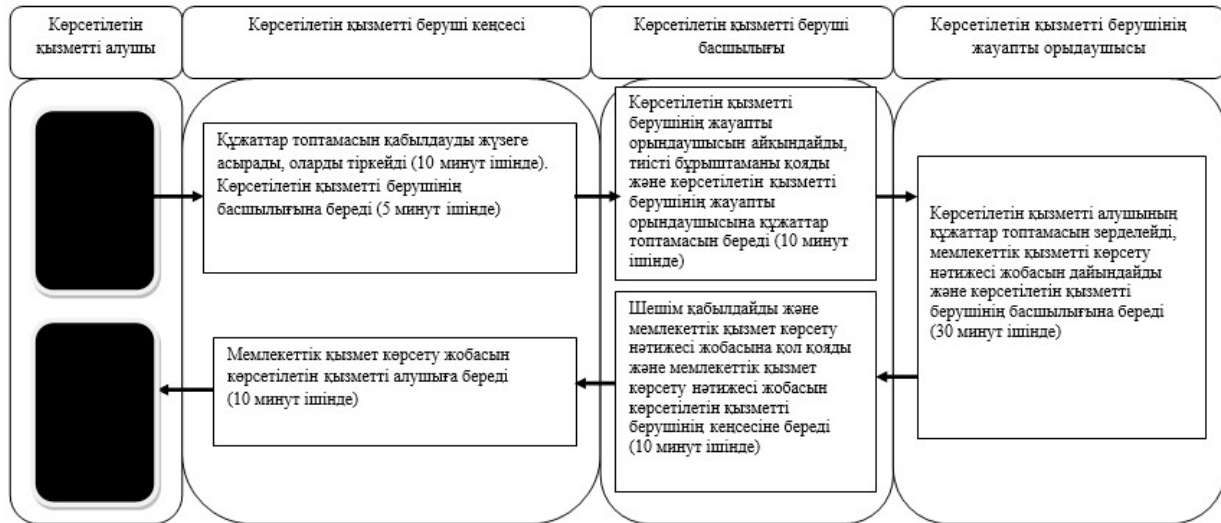 Көрсетілетін
қызметті алушы
Көрсетілетін қызметті беруші кеңсесі
Көрсетілетін қызметті беруші
басшылығы
Көрсетілетін қызметті берушінің
жауапты орыдаушысы
Құжаттар топтамасын қабылдауды жүзеге
асырады, оларды тіркейді (10 минут ішінде).
Көрсетілетін қызметті берушінің
басшылығына береді (5 минут ішінде)
Көрсетілетін қызметті
берушінің жауапты
орындаушысын айқындайды,
тиісті бұрыштаманы қояды
және көрсетілетін қызметті
берушінің жауапты
орындаушысына құжаттар
топтамасын береді (10 минут
ішінде)
Көрсетілетін қызметті алушының
құжаттар топтамасын зерделейді,
мемлекеттік қызметті көрсету
нәтижесі жобасын дайындайды
және көрсетілетін қызметті
берушінің басшылығына береді
(30 минут ішінде)
Шешім қабылдайды және
мемлекеттік қызмет көрсету
нәтижесі жобасына қол қояды
және мемлекеттік қызмет
көрсету нәтижесі жобасын
көрсетілетін қызметті
берушінің кеңсесіне береді
(10 минут ішінде)
Мемлекеттік қызмет көрсету жобасын
көрсетілетін қызметті алушыға береді
(10 минут ішінде)